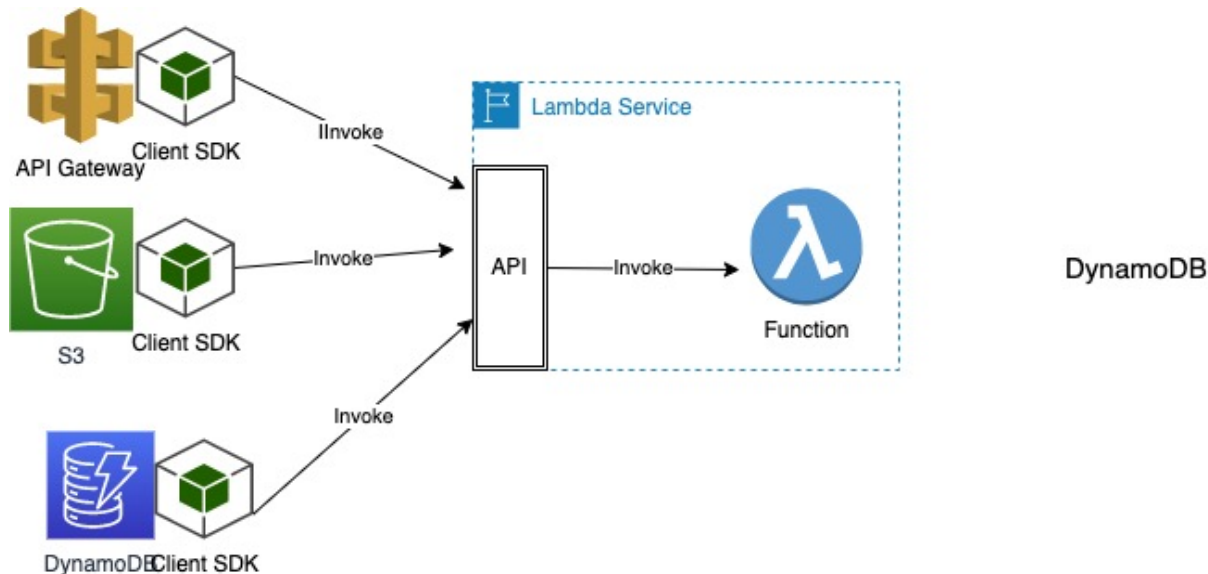 API Gateway
Client SDK
IInvoke
Lambda Service
S3
Client SDK
Invoke
API
Invoke
Function
DynamoDB
Invoke
DynamoDB
Client SDK